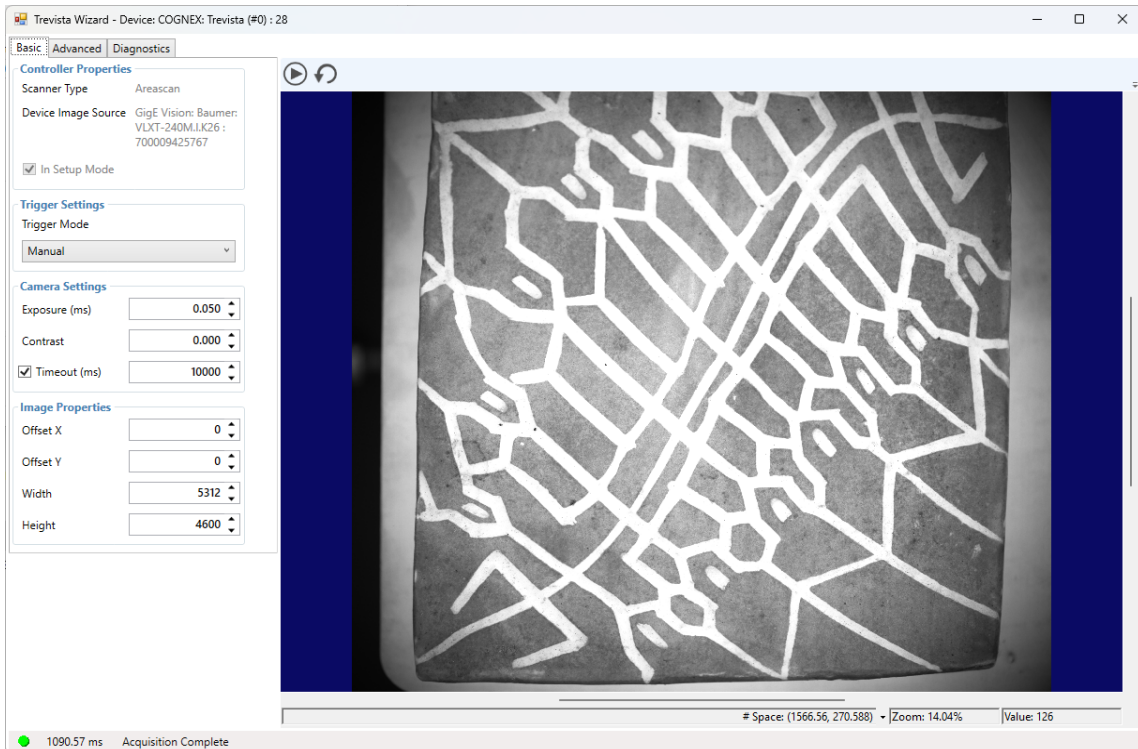 Trevista Wizard - Device: COGNEX: Trevista (#0) : 28
Basic Advanced Diagnostics
Controller Properties
Scanner Type Areascan
Device Image Source GigE Vision: Baumer:
VLXT-240M.I.K26 :
700009425767
In Setup Mode
Trigger Settings
Trigger Mode
Manual
Camera Settings
Exposure (ms) 0.050
Contrast 0.000
Timeout (ms) 10000
Image Properties
Offset X 0
Offset Y 0
Width 5312
Height 4600
# Space: (1566.56, 270.588) Zoom: 14.04% Value: 126
1090.57 ms Acquisition Complete